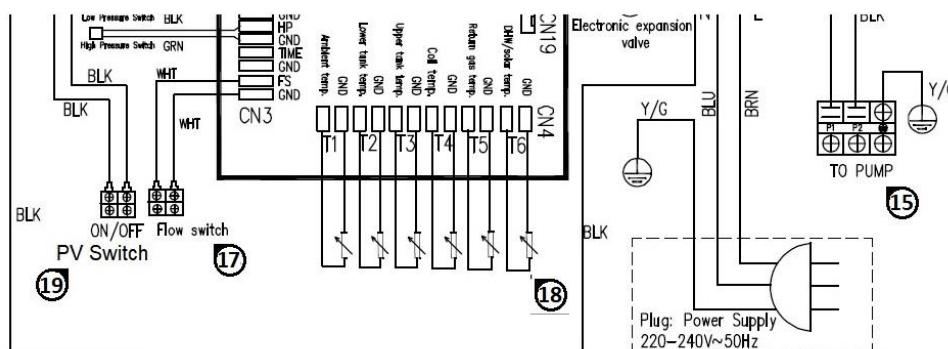 GND
Low Pressure Switch BLK
HP
High Pressure Switch GRN
GND
TIME
GND
FS
GND
CN3
BLK
BLK
WHT
WHT
BLK
ON/OFF
PV Switch
Flow switch
19
17
Ambient temp.
GND
Lower tank temp.
GND
Upper tank temp.
GND
Coil temp.
GND
Return gas temp.
GND
DHW/solar temp.
GND
T1
T2
T3
T4
T5
T6
CN19
CN4
18
Electronic expansion
valve
BLK
Y/G
BLU
BRN
Plug: Power Supply
220-240V~50Hz
BLK
P1
P2
TO PUMP
15